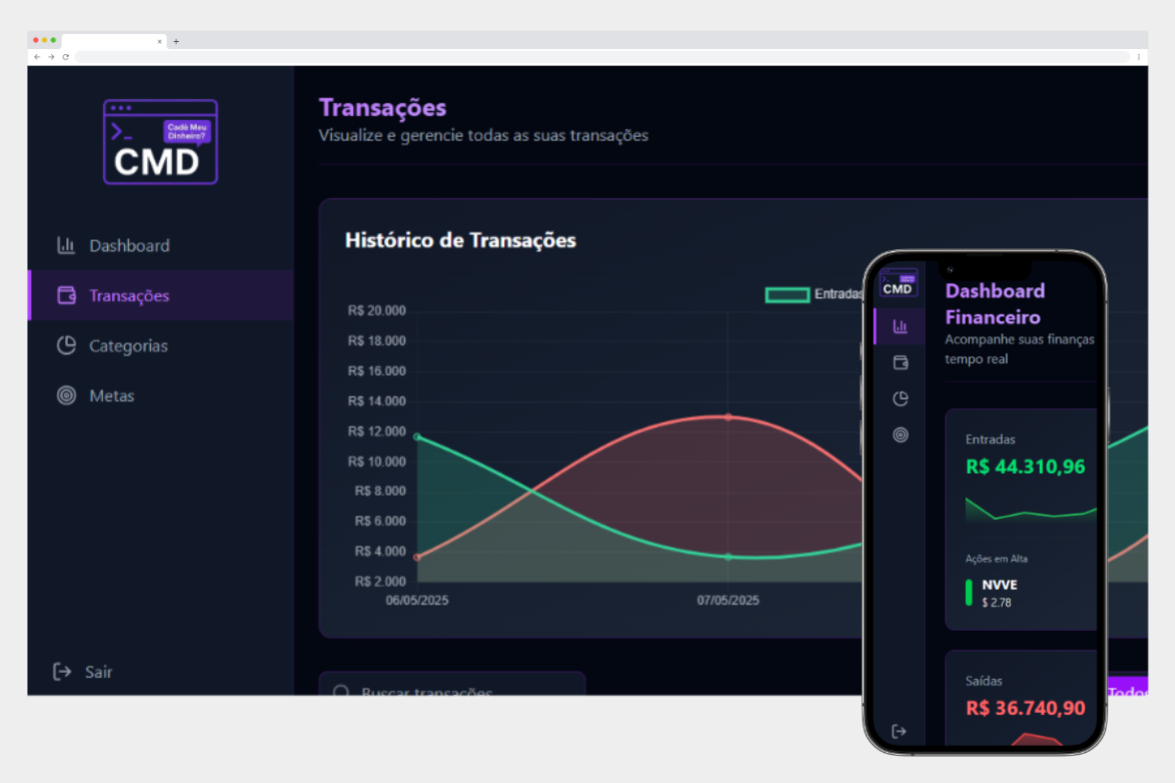 Cadê Meu
Dinheiro?
CMD
Dashboard
Transações
Categorias
Metas
Sair
Transações
Visualize e gerencie todas as suas transações
Histórico de Transações
Entradas
R$ 20.000
R$ 18.000
R$ 16.000
R$ 14.000
R$ 12.000
R$ 10.000
R$ 8.000
R$ 6.000
R$ 4.000
R$ 2.000
06/05/2025
07/05/2025
Buscar transações
Todos
CMD
Dashboard
Financeiro
Acompanhe suas finanças
tempo real
Entradas
R$ 44.310,96
Ações em Alta
NVVE
$ 2.78
Saídas
R$ 36.740,90